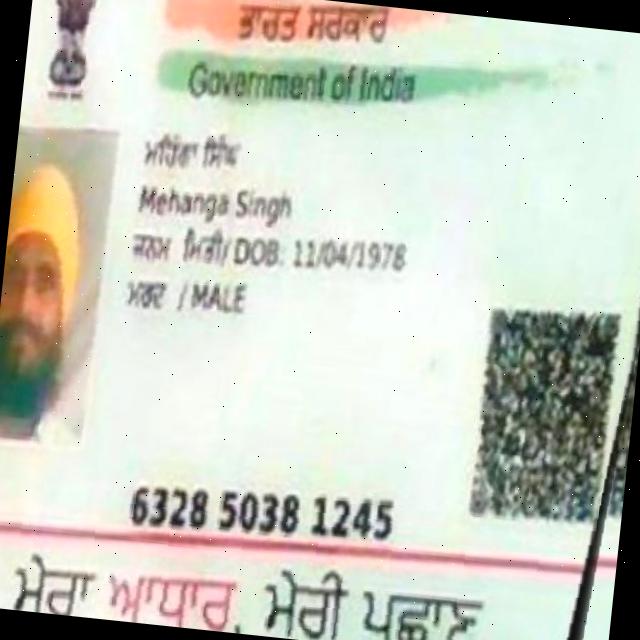 ਭਾਰਤ ਸਰਕਾਰ
Government of India
ਮਹਿੰਗਾ ਸਿੰਘ
Mehanga Singh
ਜਨਮ ਮਿਤੀ/ DOB: 11/04/1978
ਮਰਦ / MALE
6328 5038 1245
ਮੇਰਾ ਆਧਾਰ, ਮੇਰੀ ਪਛਾਣ